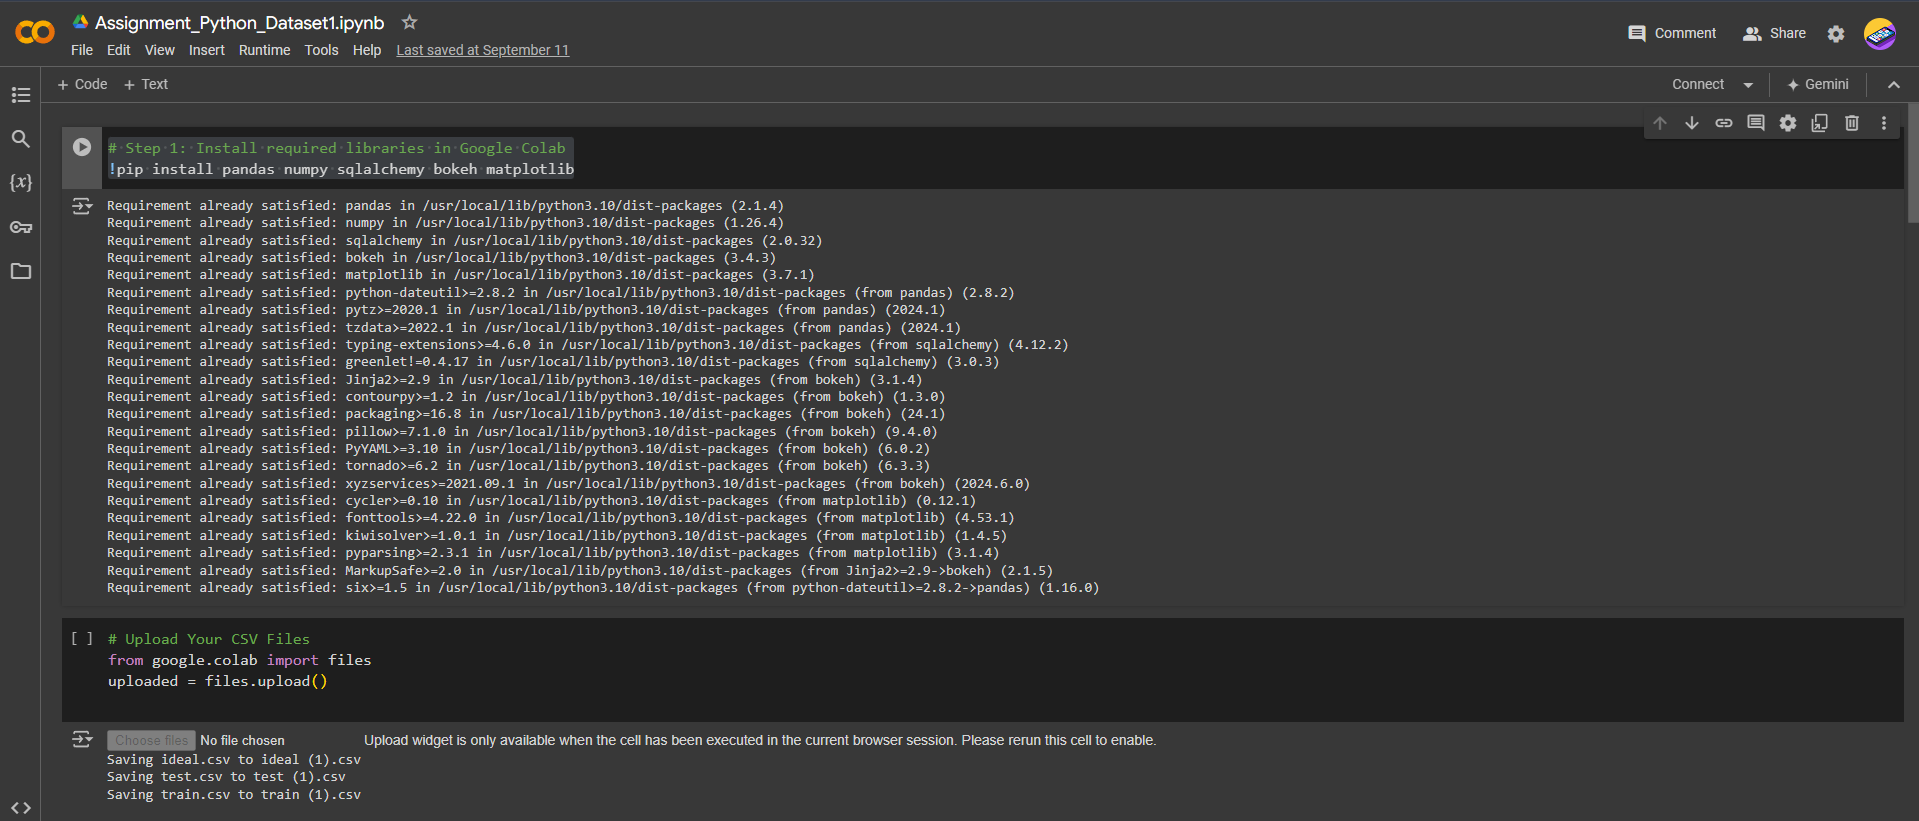 Assignment_Python_Dataset1.ipynb
File Edit View Insert Runtime Tools Help Last saved at September 11
Comment Share
+ Code + Text
Connect Gemini
# Step 1: Install required libraries in Google Colab
!pip install pandas numpy sqlalchemy bokeh matplotlib
Requirement already satisfied: pandas in /usr/local/lib/python3.10/dist-packages (2.1.4)
Requirement already satisfied: numpy in /usr/local/lib/python3.10/dist-packages (1.26.4)
Requirement already satisfied: sqlalchemy in /usr/local/lib/python3.10/dist-packages (2.0.32)
Requirement already satisfied: bokeh in /usr/local/lib/python3.10/dist-packages (3.4.3)
Requirement already satisfied: matplotlib in /usr/local/lib/python3.10/dist-packages (3.7.1)
Requirement already satisfied: python-dateutil>=2.8.2 in /usr/local/lib/python3.10/dist-packages (from pandas) (2.8.2)
Requirement already satisfied: pytz>=2020.1 in /usr/local/lib/python3.10/dist-packages (from pandas) (2024.1)
Requirement already satisfied: tzdata>=2022.1 in /usr/local/lib/python3.10/dist-packages (from pandas) (2024.1)
Requirement already satisfied: typing-extensions>=4.6.0 in /usr/local/lib/python3.10/dist-packages (from sqlalchemy) (4.12.2)
Requirement already satisfied: greenlet!=0.4.17 in /usr/local/lib/python3.10/dist-packages (from sqlalchemy) (3.0.3)
Requirement already satisfied: Jinja2>=2.9 in /usr/local/lib/python3.10/dist-packages (from bokeh) (3.1.4)
Requirement already satisfied: contourpy>=1.2 in /usr/local/lib/python3.10/dist-packages (from bokeh) (1.3.0)
Requirement already satisfied: packaging>=16.8 in /usr/local/lib/python3.10/dist-packages (from bokeh) (24.1)
Requirement already satisfied: pillow>=7.1.0 in /usr/local/lib/python3.10/dist-packages (from bokeh) (9.4.0)
Requirement already satisfied: PyYAML>=3.10 in /usr/local/lib/python3.10/dist-packages (from bokeh) (6.0.2)
Requirement already satisfied: tornado>=6.2 in /usr/local/lib/python3.10/dist-packages (from bokeh) (6.3.3)
Requirement already satisfied: xyzservices>=2021.09.1 in /usr/local/lib/python3.10/dist-packages (from bokeh) (2024.6.0)
Requirement already satisfied: cycler>=0.10 in /usr/local/lib/python3.10/dist-packages (from matplotlib) (0.12.1)
Requirement already satisfied: fonttools>=4.22.0 in /usr/local/lib/python3.10/dist-packages (from matplotlib) (4.53.1)
Requirement already satisfied: kiwisolver>=1.0.1 in /usr/local/lib/python3.10/dist-packages (from matplotlib) (1.4.5)
Requirement already satisfied: pyparsing>=2.3.1 in /usr/local/lib/python3.10/dist-packages (from matplotlib) (3.1.4)
Requirement already satisfied: MarkupSafe>=2.0 in /usr/local/lib/python3.10/dist-packages (from Jinja2>=2.9->bokeh) (2.1.5)
Requirement already satisfied: six>=1.5 in /usr/local/lib/python3.10/dist-packages (from python-dateutil>=2.8.2->pandas) (1.16.0)
[ ] # Upload Your CSV Files
from google.colab import files
uploaded = files.upload()
Choose files No file chosen Upload widget is only available when the cell has been executed in the current browser session. Please rerun this cell to enable.
Saving ideal.csv to ideal (1).csv
Saving test.csv to test (1).csv
Saving train.csv to train (1).csv